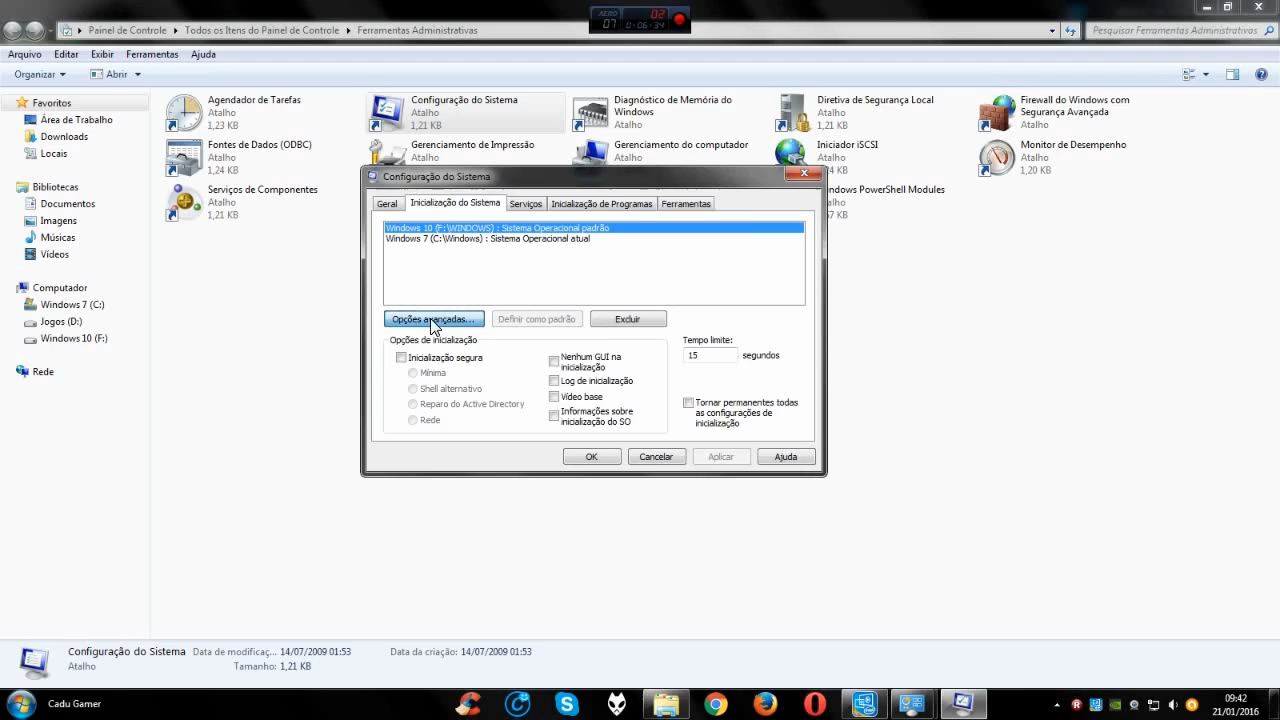 AERO 02
07 0:06:34
Painel de Controle
Todos os Itens do Painel de Controle
Ferramentas Administrativas
Pesquisar Ferramentas Administrativas
Arquivo Editar Exibir Ferramentas Ajuda
Organizar Abrir
Favoritos
Área de Trabalho
Downloads
Locais
Bibliotecas
Documentos
Imagens
Músicas
Vídeos
Computador
Windows 7 (C:)
Jogos (D:)
Windows 10 (F:)
Rede
Agendador de Tarefas
Atalho
1,23 KB
Configuração do Sistema
Atalho
1,21 KB
Diagnóstico de Memória do
Windows
Atalho
Diretiva de Segurança Local
Atalho
1,21 KB
Firewall do Windows com
Segurança Avançada
Atalho
Fontes de Dados (ODBC)
Atalho
1,24 KB
Gerenciamento de Impressão
Atalho
Gerenciamento do computador
Atalho
Iniciador iSCSI
Atalho
Monitor de Desempenho
Atalho
1,20 KB
Serviços de Componentes
Atalho
1,21 KB
PowerShell Modules
Configuração do Sistema
Geral Inicialização do Sistema Serviços Inicialização de Programas Ferramentas
Windows 10 (F:\WINDOWS) : Sistema Operacional padrão
Windows 7 (C:\Windows) : Sistema Operacional atual
Opções avançadas... Definir como padrão Excluir
Opções de inicialização
Inicialização segura
Mínima
Shell alternativo
Reparo do Active Directory
Rede
Nenhum GUI na
inicialização
Log de inicialização
Vídeo base
Informações sobre
inicialização do SO
Tempo limite:
15 segundos
Tornar permanentes todas
as configurações de
inicialização
OK Cancelar Aplicar Ajuda
Configuração do Sistema Data de modificaç... 14/07/2009 01:53 Data da criação: 14/07/2009 01:53
Atalho Tamanho: 1,21 KB
Cadu Gamer
09:42
21/01/2016